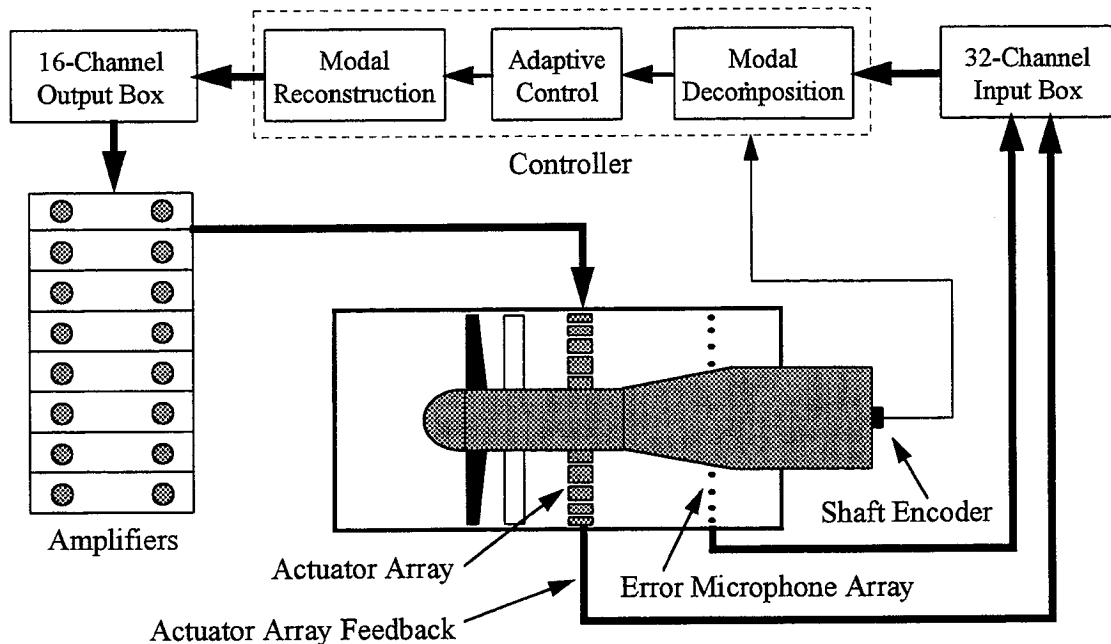 16-Channel
Output Box
Modal
Reconstruction
Adaptive
Control
Modal
Decomposition
32-Channel
Input Box
Controller
Amplifiers
Shaft Encoder
Actuator Array
Error Microphone Array
Actuator Array Feedback